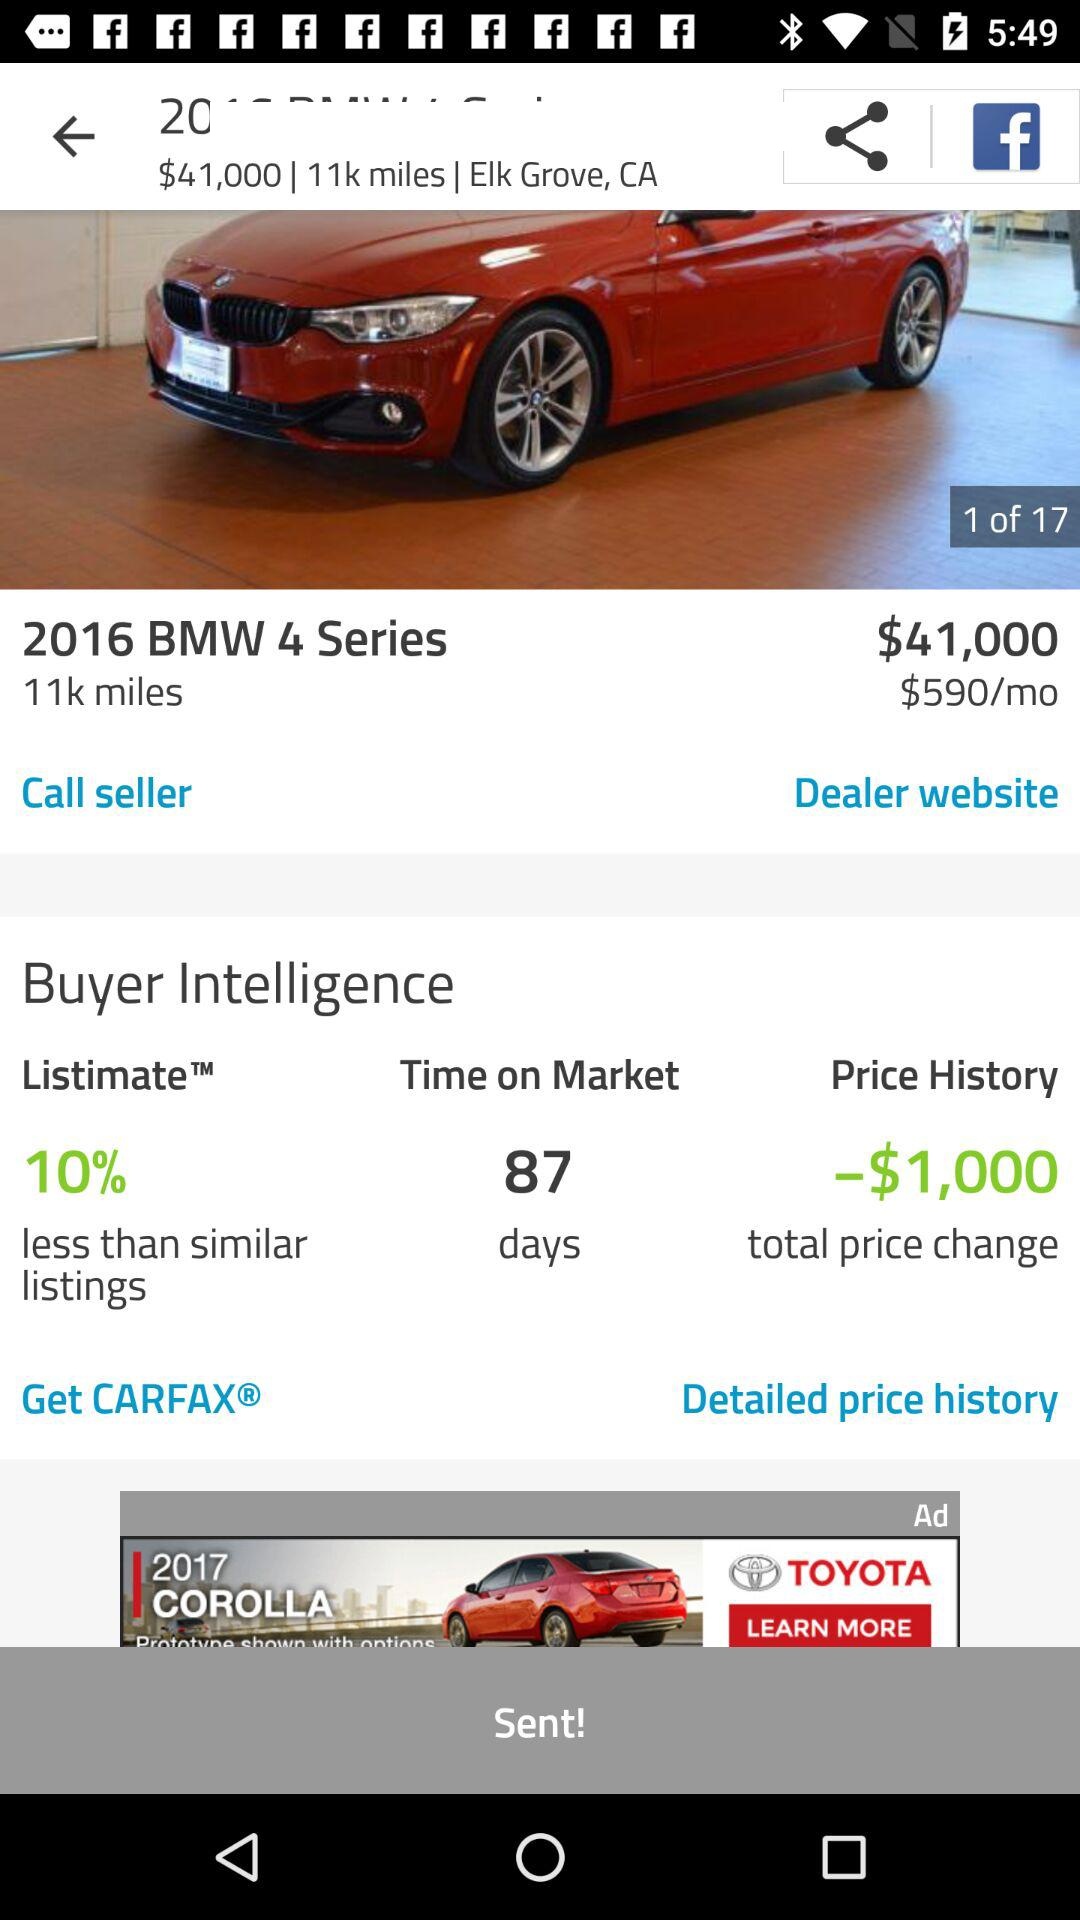 5:49
20
$41,000 | 11k miles | Elk Grove, CA
1 of 17
2016 BMW 4 Series
$41,000
11k miles
$590/mo
Call seller
Dealer website
Buyer Intelligence
Listimate™
Time on Market
Price History
10%
87
–$1,000
less than similar
listings
days
total price change
Get CARFAX®
Detailed price history
Ad
2017
COROLLA
Prototype shown with options
TOYOTA
LEARN MORE
Sent!